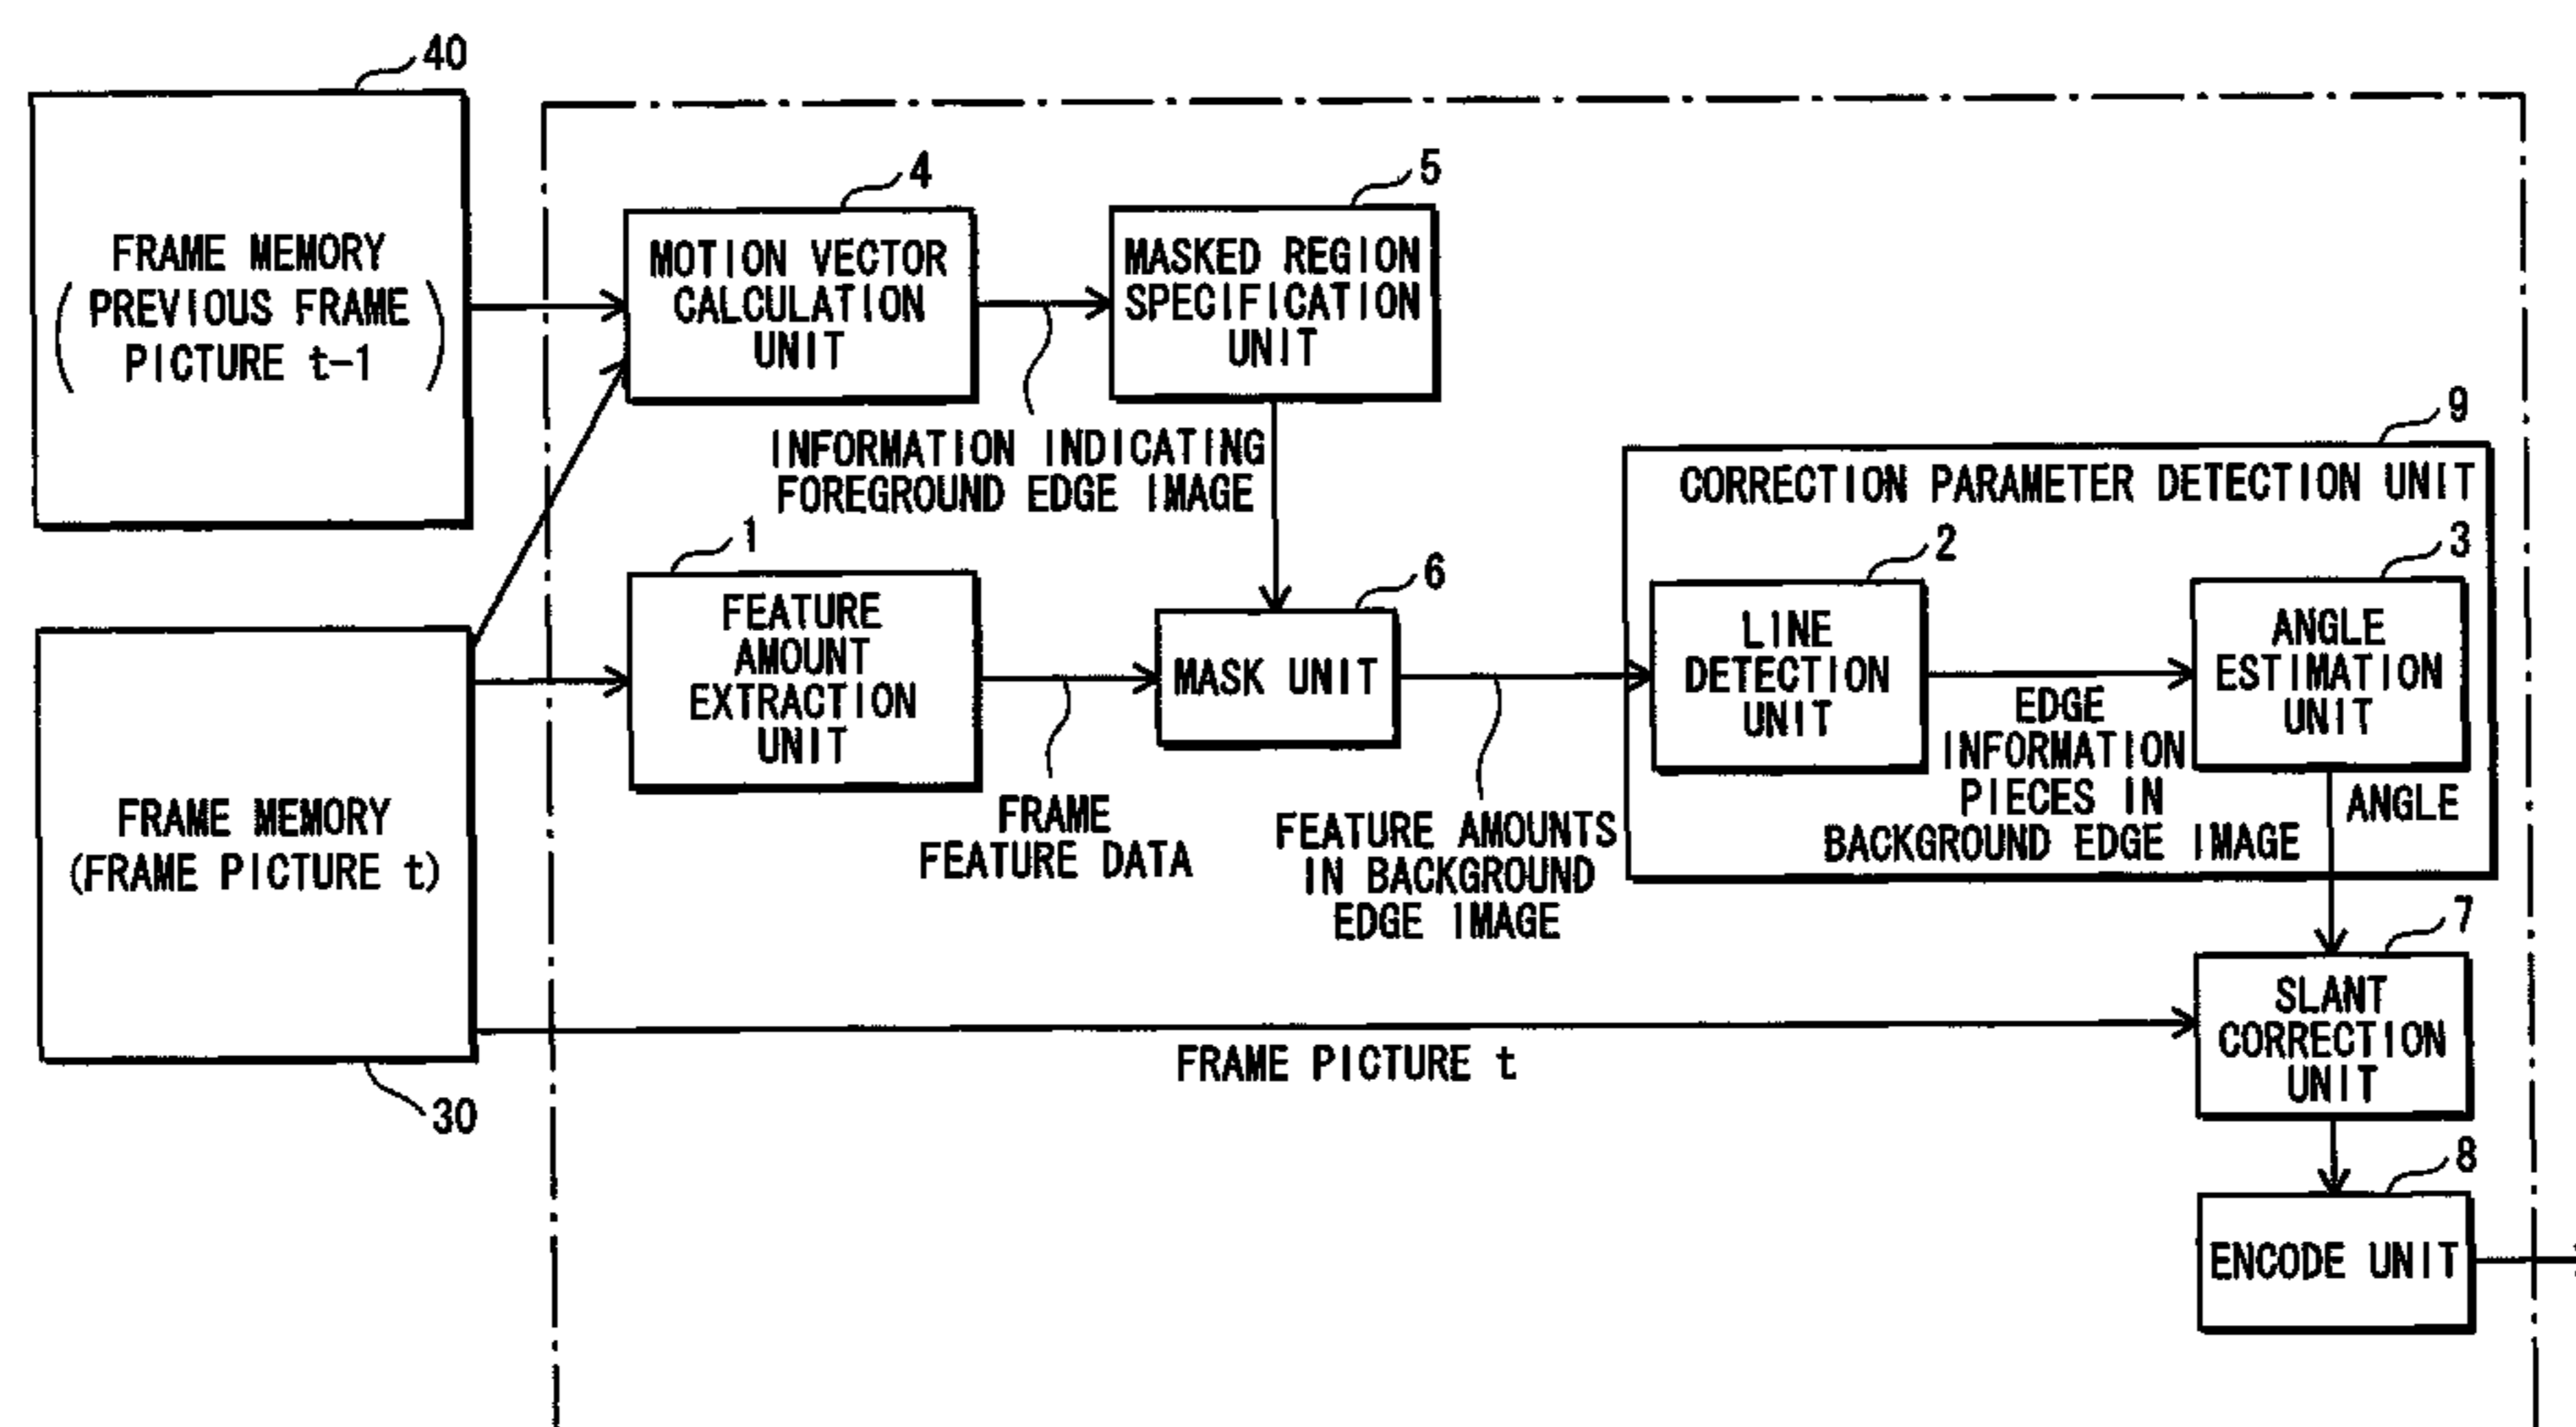 40
FRAME MEMORY
(PREVIOUS FRAME
PICTURE t-1)
4
MOTION VECTOR
CALCULATION
UNIT
5
MASKED REGION
SPECIFICATION
UNIT
INFORMATION INDICATING
FOREGROUND EDGE IMAGE
9
CORRECTION PARAMETER DETECTION UNIT
1
FEATURE
AMOUNT
EXTRACTION
UNIT
6
MASK UNIT
2
LINE
DETECTION
UNIT
3
ANGLE
ESTIMATION
UNIT
EDGE
INFORMATION
PIECES IN
BACKGROUND EDGE IMAGE
ANGLE
FRAME MEMORY
(FRAME PICTURE t)
30
FRAME
FEATURE DATA
FEATURE AMOUNTS
IN BACKGROUND
EDGE IMAGE
7
SLANT
CORRECTION
UNIT
FRAME PICTURE t
8
ENCODE UNIT